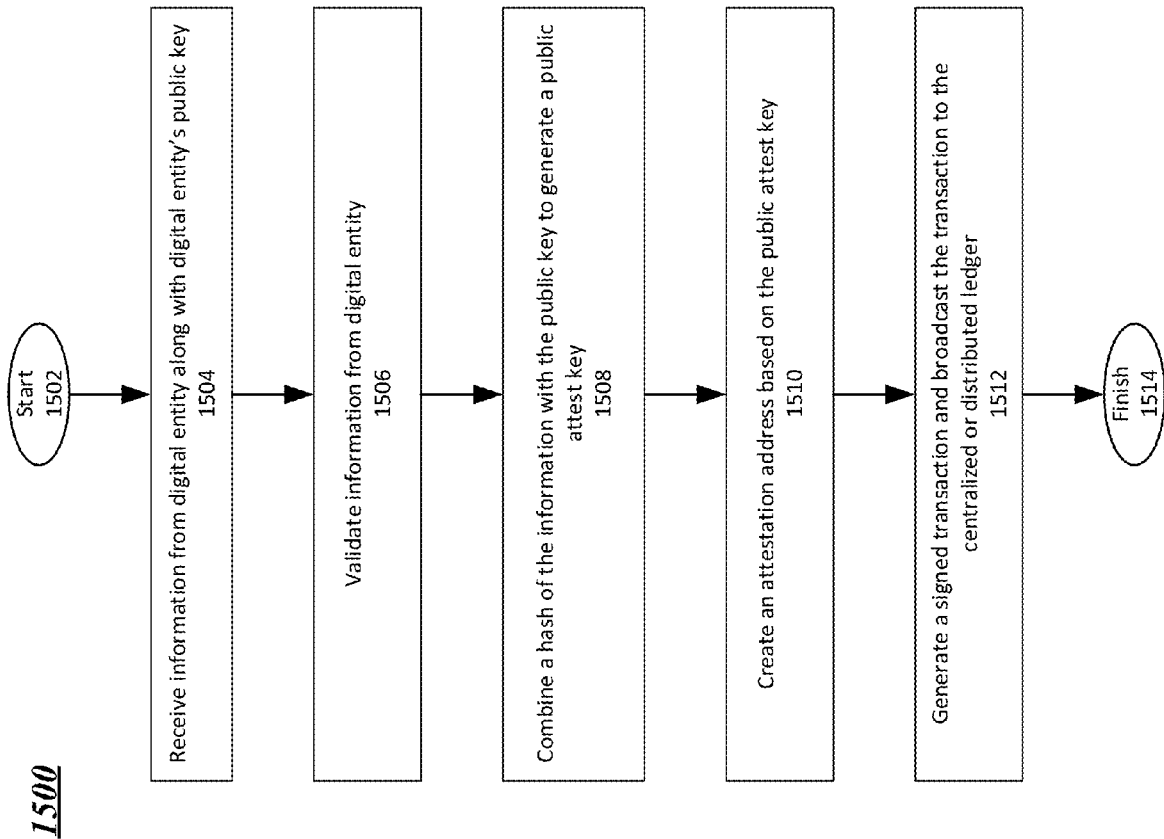 1500
Start
1502
Receive information from digital entity along with digital entity's public key
1504
Validate information from digital entity
1506
Combine a hash of the information with the public key to generate a public
attest key
1508
Create an attestation address based on the public attest key
1510
Generate a signed transaction and broadcast the transaction to the
centralized or distributed ledger
1512
Finish
1514